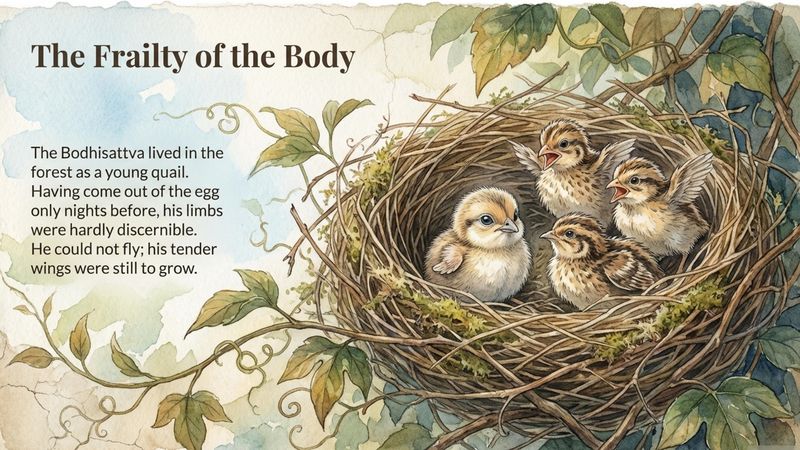 The Frailty of the Body
The Bodhisattva lived in the
forest as a young quail.
Having come out of the egg
only nights before, his limbs
were hardly discernible.
He could not fly; his tender
wings were still to grow.